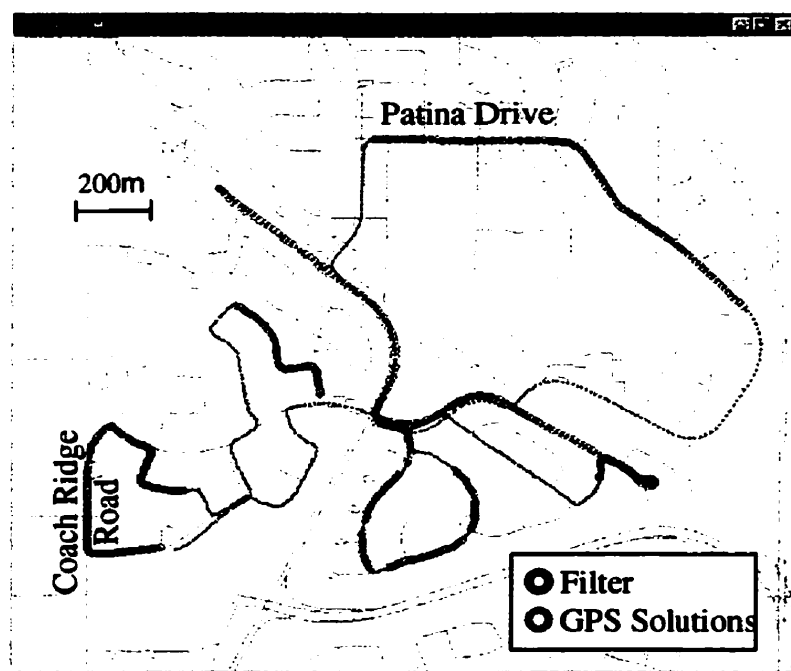 Patina Drive
200m
Coach Ridge
Road
Filter
GPS Solutions